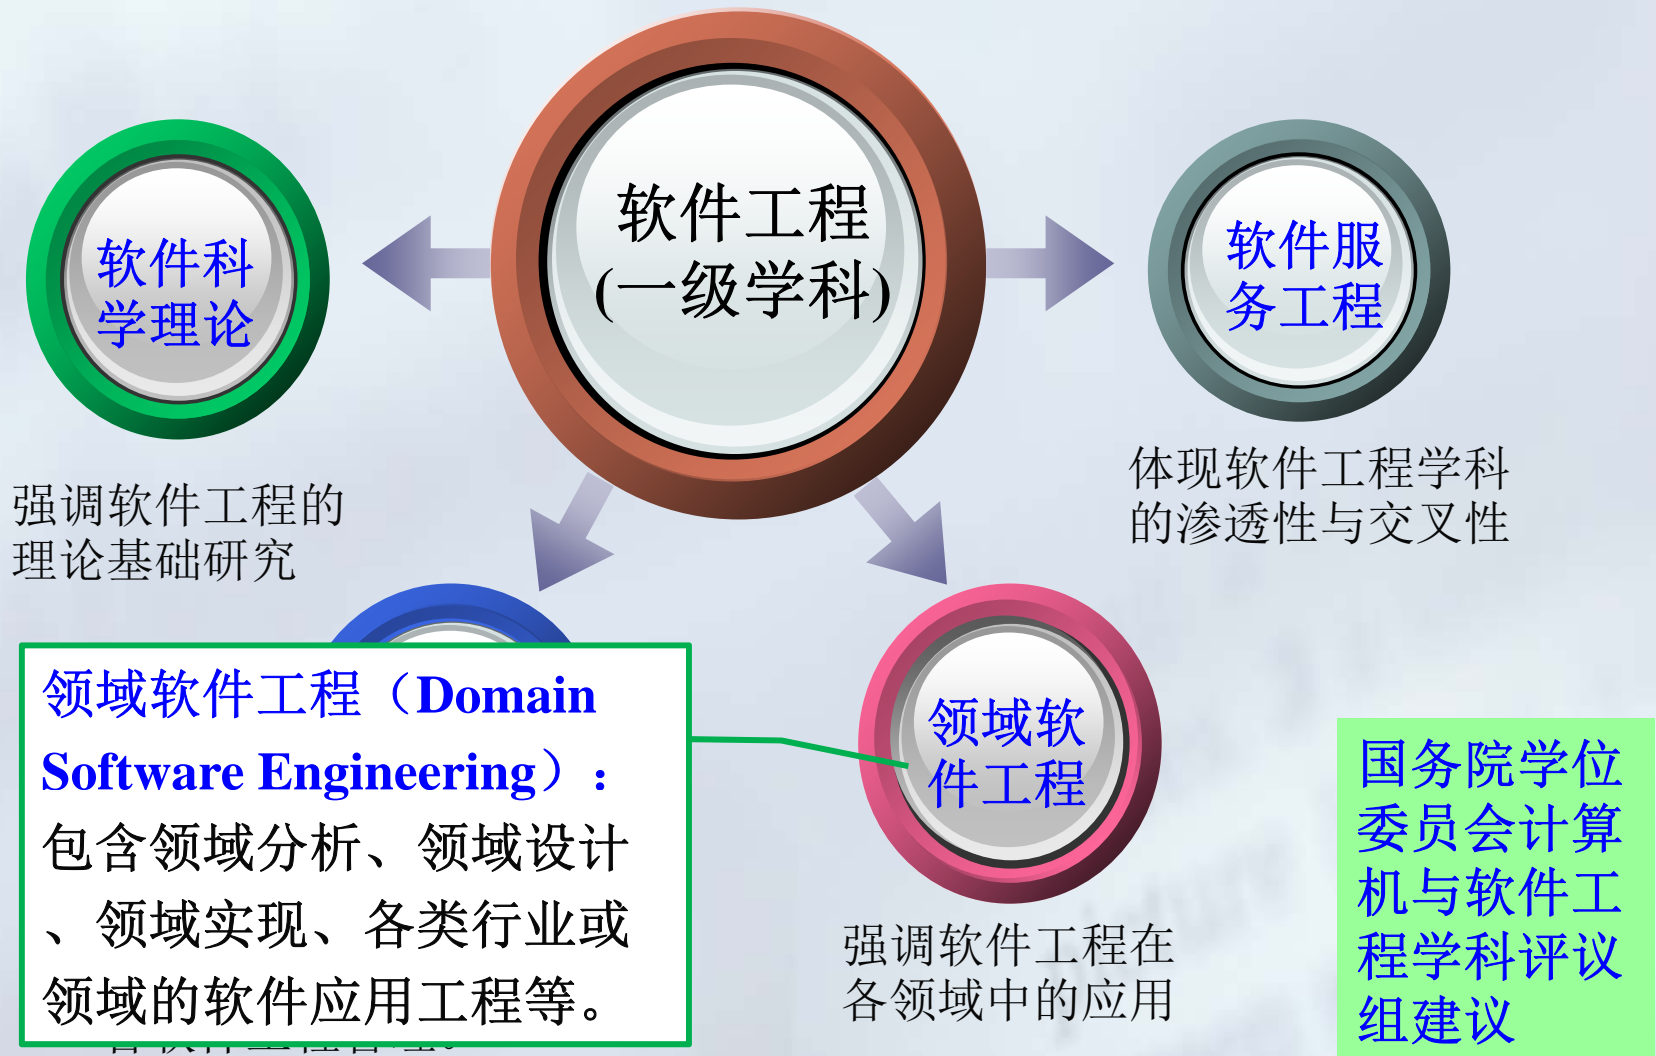 软件工程
(一级学科)
软件科
学理论
强调软件工程的
理论基础研究
软件服
务工程
体现软件工程学科
的渗透性与交叉性
领域软件工程（Domain
Software Engineering）：
包含领域分析、领域设计
、领域实现、各类行业或
领域的软件应用工程等。
领域软
件工程
强调软件工程在
各领域中的应用
国务院学位
委员会计算
机与软件工
程学科评议
组建议